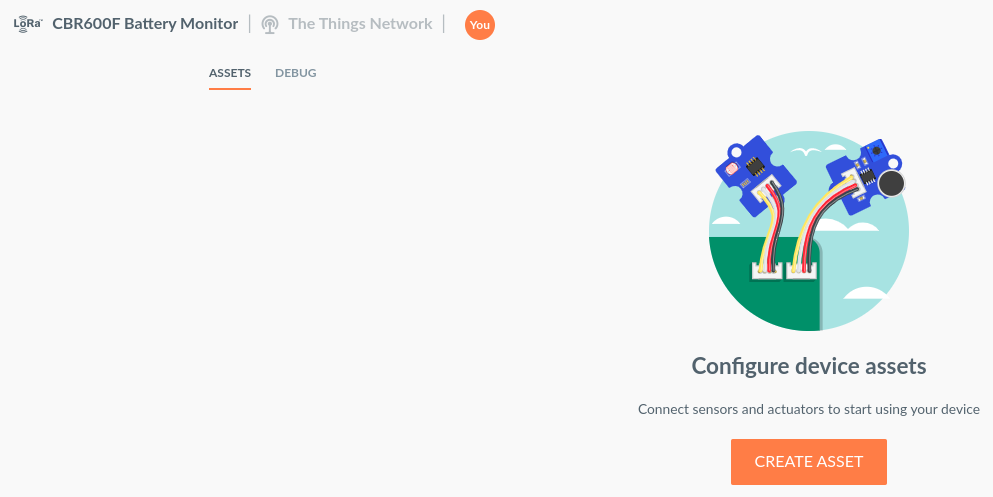 LoRa CBR600F Battery Monitor The Things Network You
ASSETS DEBUG
Configure device assets
Connect sensors and actuators to start using your device
CREATE ASSET